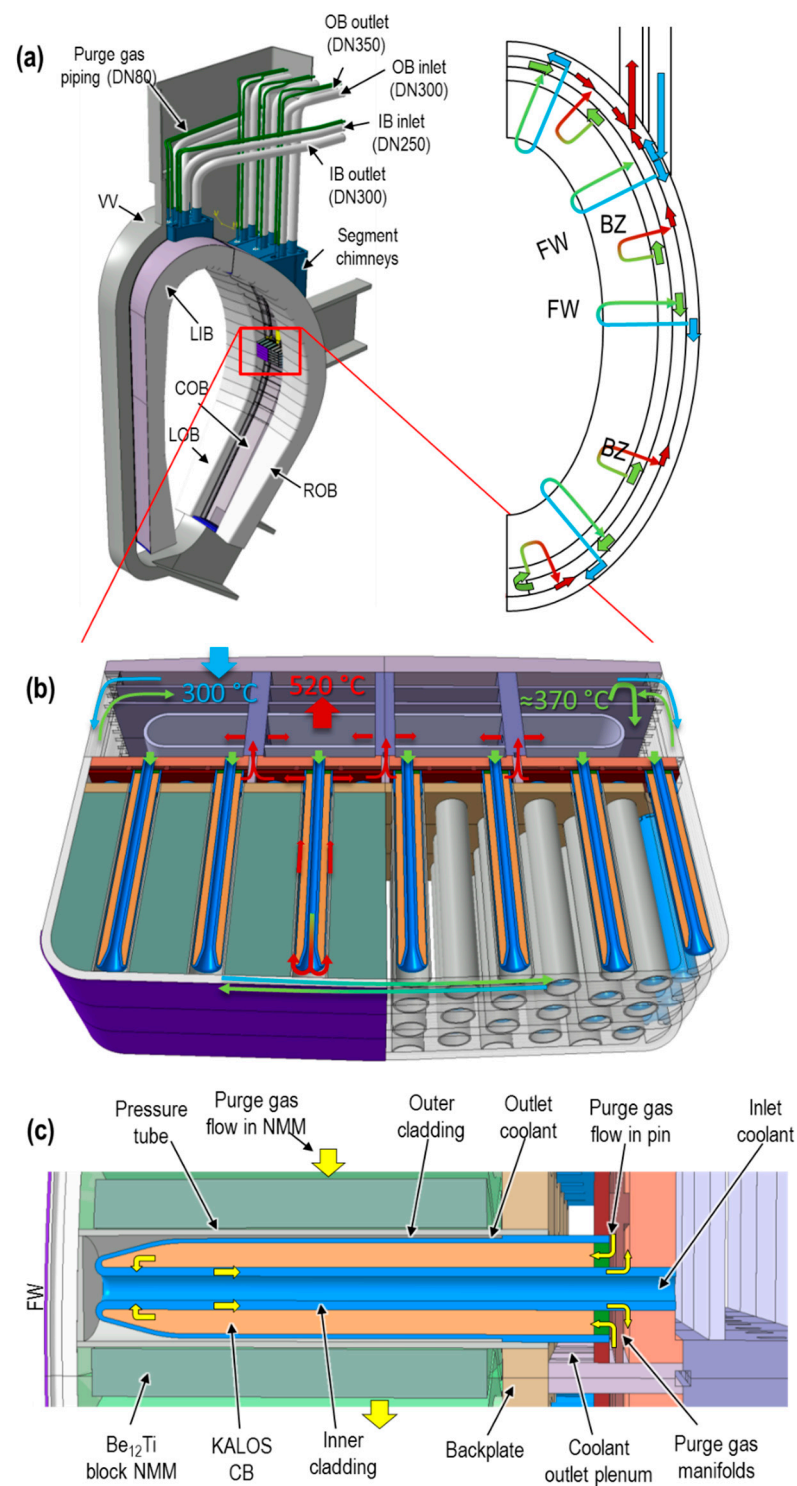 (a)
Purge gas
piping (DN80)
OB outlet
(DN350)
OB inlet
(DN300)
IB inlet
(DN250)
IB outlet
(DN300)
VV
Segment
chimneys
LIB
COB
LOB
ROB
BZ
FW
FW
BZ
(b)
300 °C
520 °C
≈370 °C
(c)
Pressure
tube
Purge gas
flow in NMM
Outer
cladding
Outlet
coolant
Purge gas
flow in pin
Inlet
coolant
FW
Be₁₂Ti
block NMM
KALOS
CB
Inner
cladding
Backplate
Coolant
outlet plenum
Purge gas
manifolds